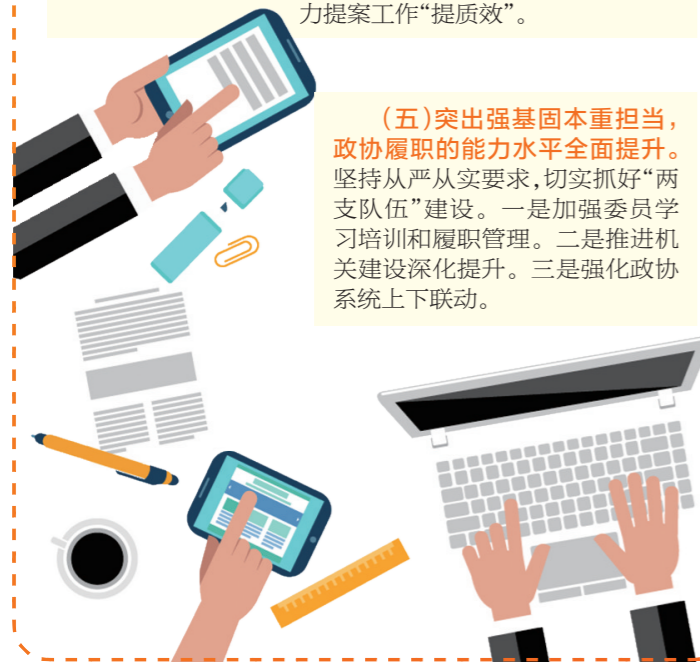 力提案工作“提质效”。
（五）突出强基固本重担当，
政协履职的能力水平全面提升。
坚持从严从实要求,切实抓好“两
支队伍”建设。一是加强委员学
习培训和履职管理。二是推进机
关建设深化提升。三是强化政协
系统上下联动。